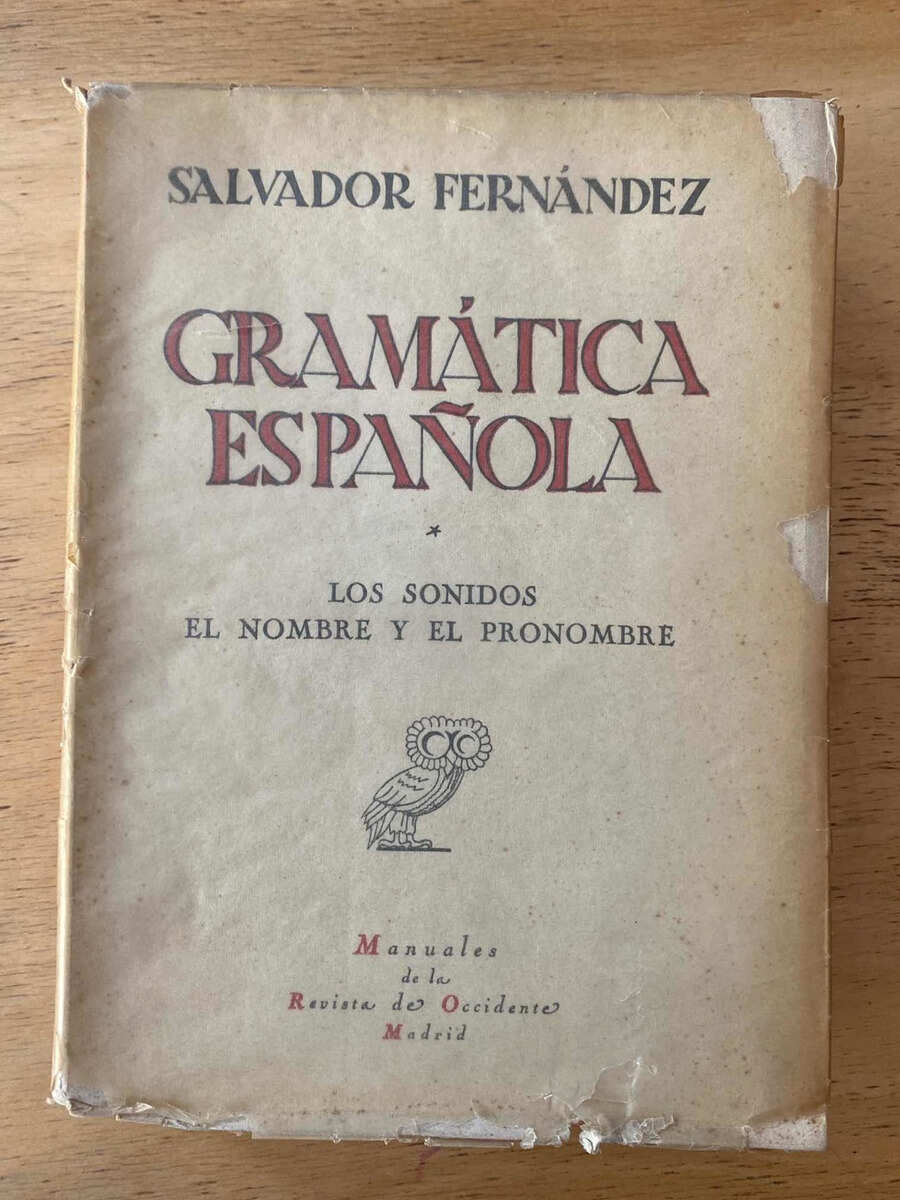 SALVADOR FERNÁNDEZ
GRAMÁTICA
ESPAÑOLA
*
LOS SONIDOS
EL NOMBRE Y EL PRONOMBRE
Manuales
de la
Revista de Occidente
Madrid